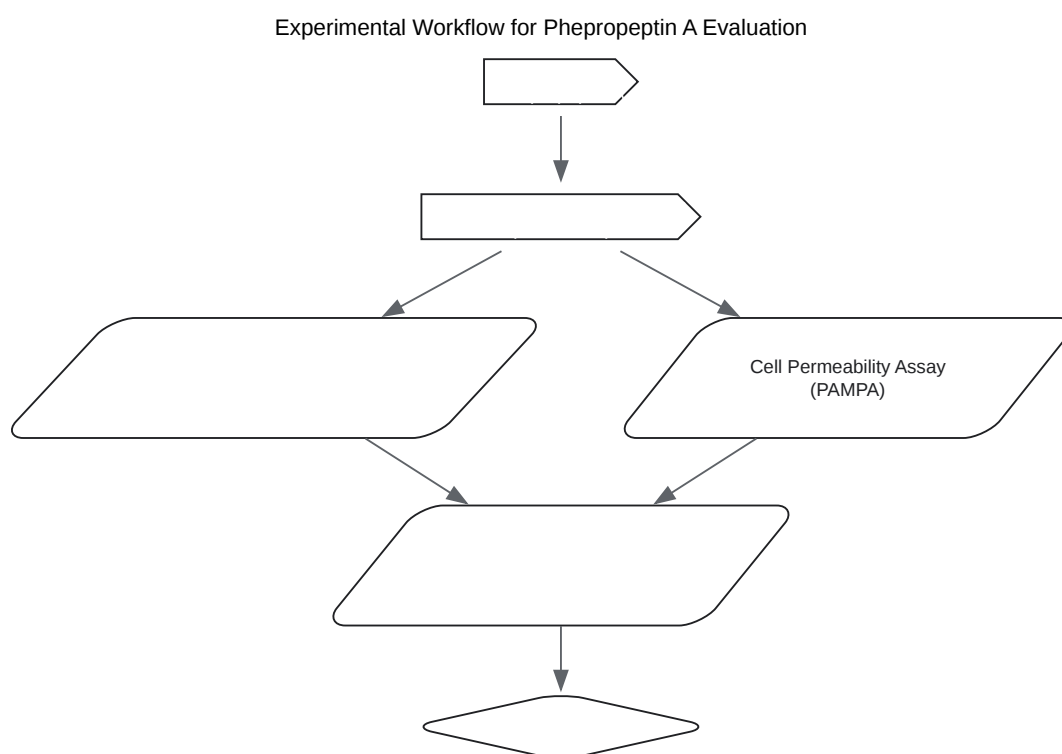 Experimental Workflow for Phepropeptin A Evaluation
Cell Permeability Assay
(PAMPA)